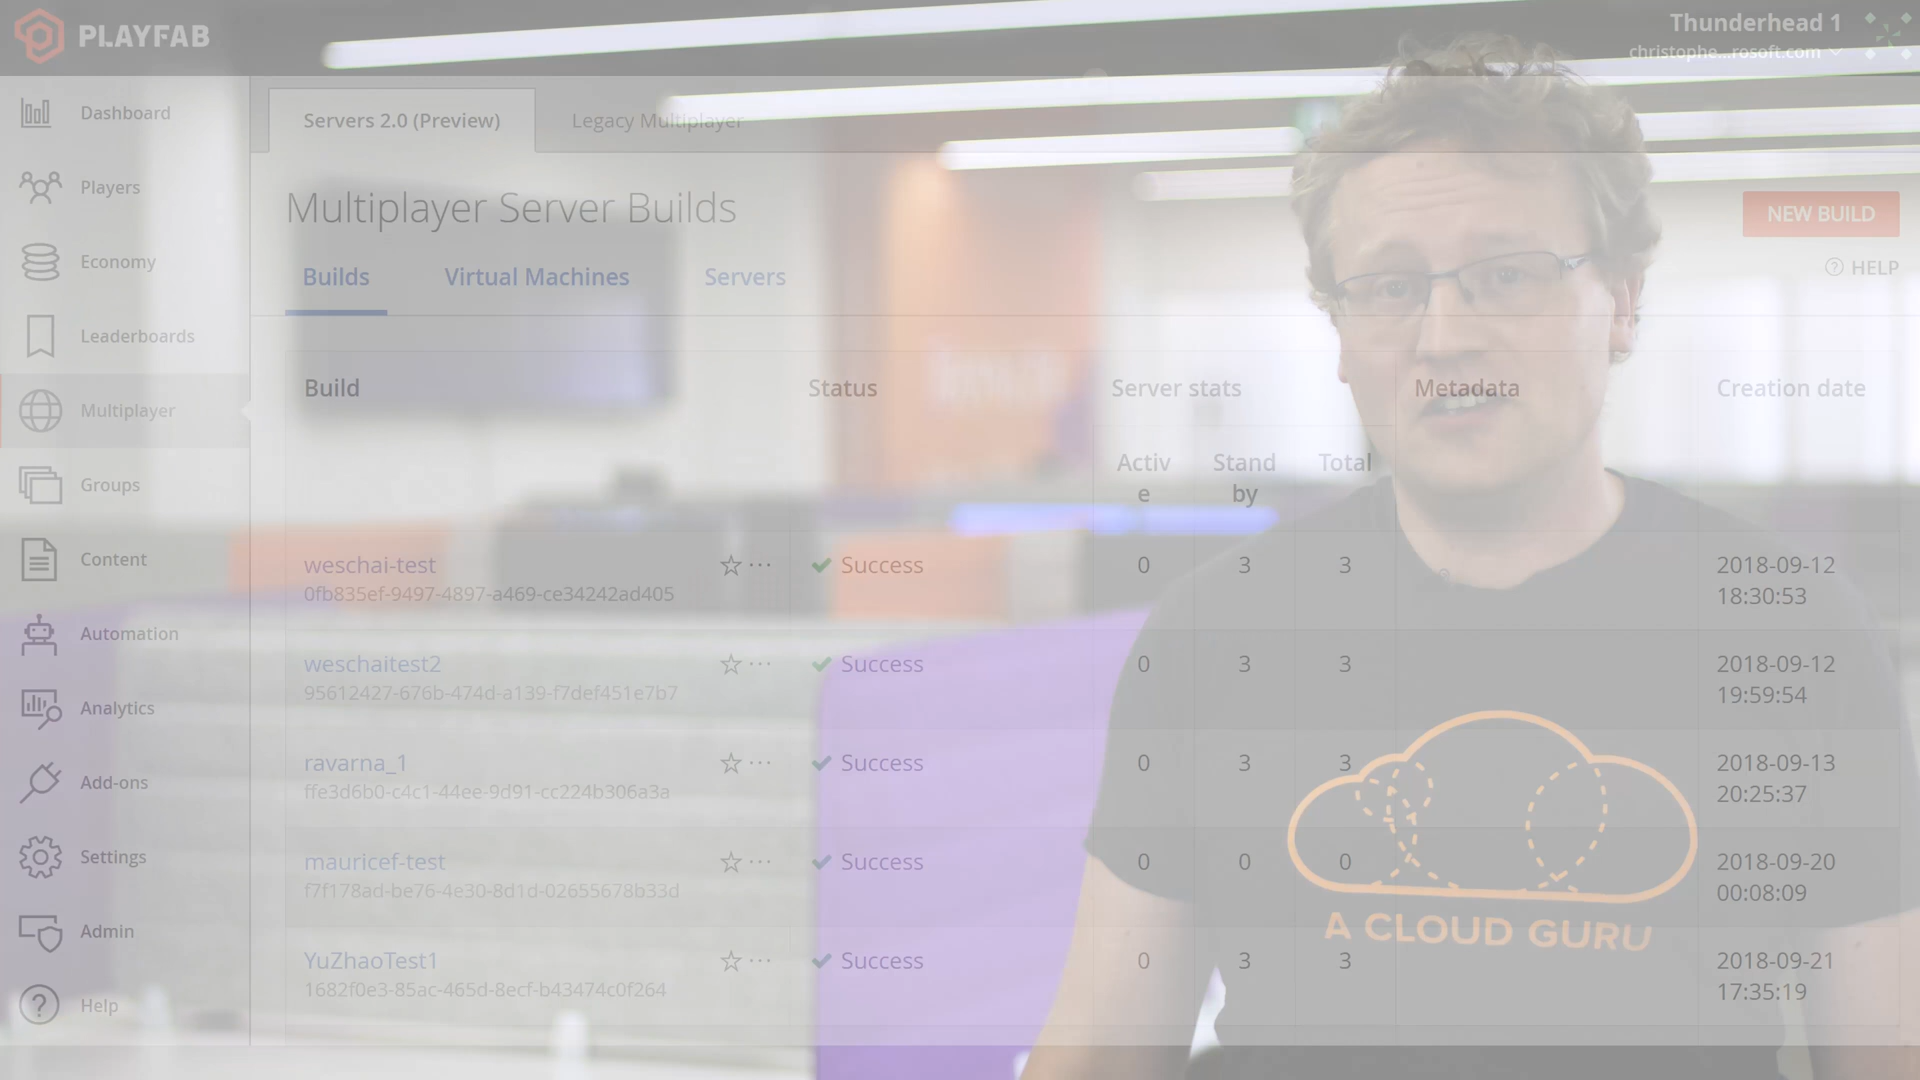 PLAYFAB
Thunderhead 1
christophe...rosoft.com
Dashboard
Players
Economy
Leaderboards
Multiplayer
Groups
Content
Automation
Analytics
Add-ons
Settings
Admin
Help
Servers 2.0 (Preview)
Legacy Multiplayer
Multiplayer Server Builds
NEW BUILD
HELP
Builds
Virtual Machines
Servers
Build
Status
Server stats
Metadata
Creation date
Activ
e
Stand
by
Total
weschai-test
0fb835ef-9497-4897-a469-ce34242ad405
Success
0
3
3
2018-09-12
18:30:53
weschaitest2
95612427-676b-474d-a139-f7def451e7b7
Success
0
3
3
2018-09-12
19:59:54
ravarna_1
ffe3d6b0-c4c1-44ee-9d91-cc224b306a3a
Success
0
3
3
2018-09-13
20:25:37
mauricef-test
f7f178ad-be76-4e30-8d1d-02655678b33d
Success
0
0
0
2018-09-20
00:08:09
YuZhaoTest1
1682f0e3-85ac-465d-8ecf-b43474c0f264
Success
0
3
3
2018-09-21
17:35:19
A CLOUD GURU